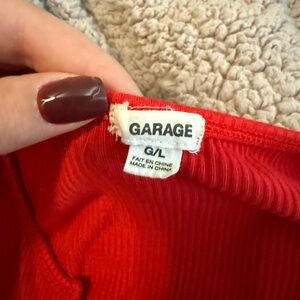 GARAGE
G/L
FAIT EN CHINE
MADE IN CHINA